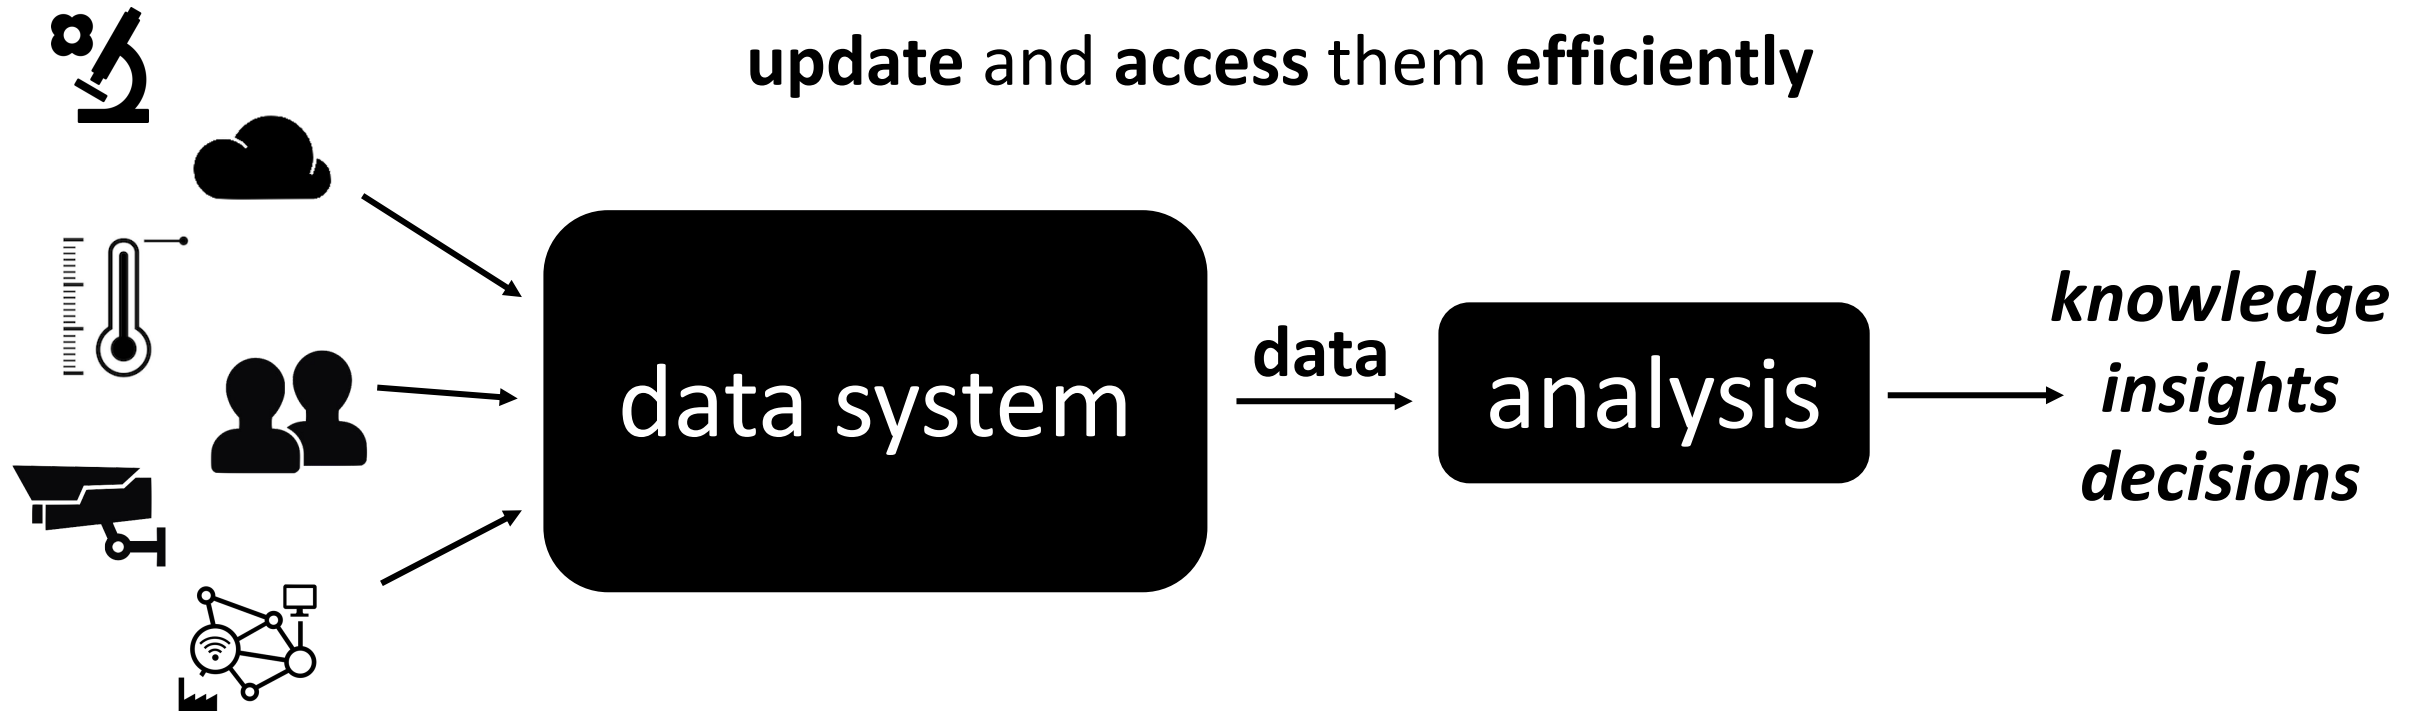 update and access them efficiently
data system
data
analysis
knowledge
insights
decisions